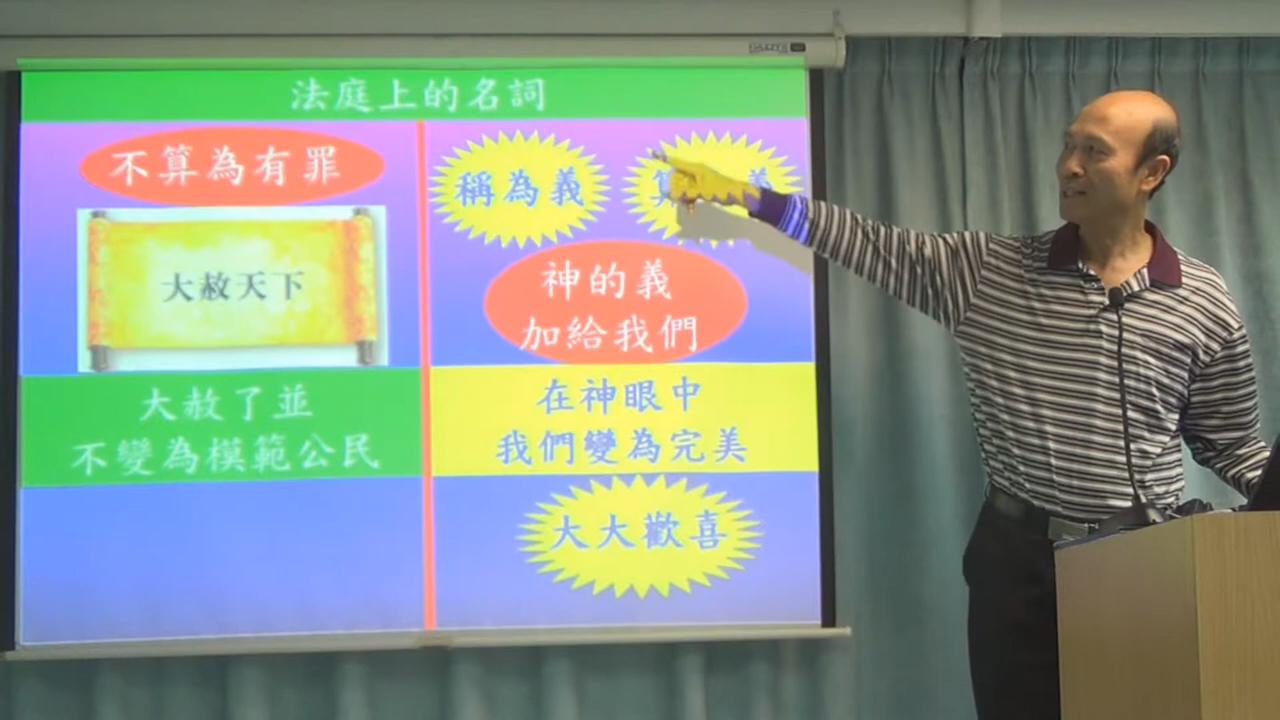 法庭上的名詞
不算為有罪
大赦天下
大赦了並
不變為模範公民
稱為義
神的義
加給我們
在神眼中
我們變為完美
大大歡喜